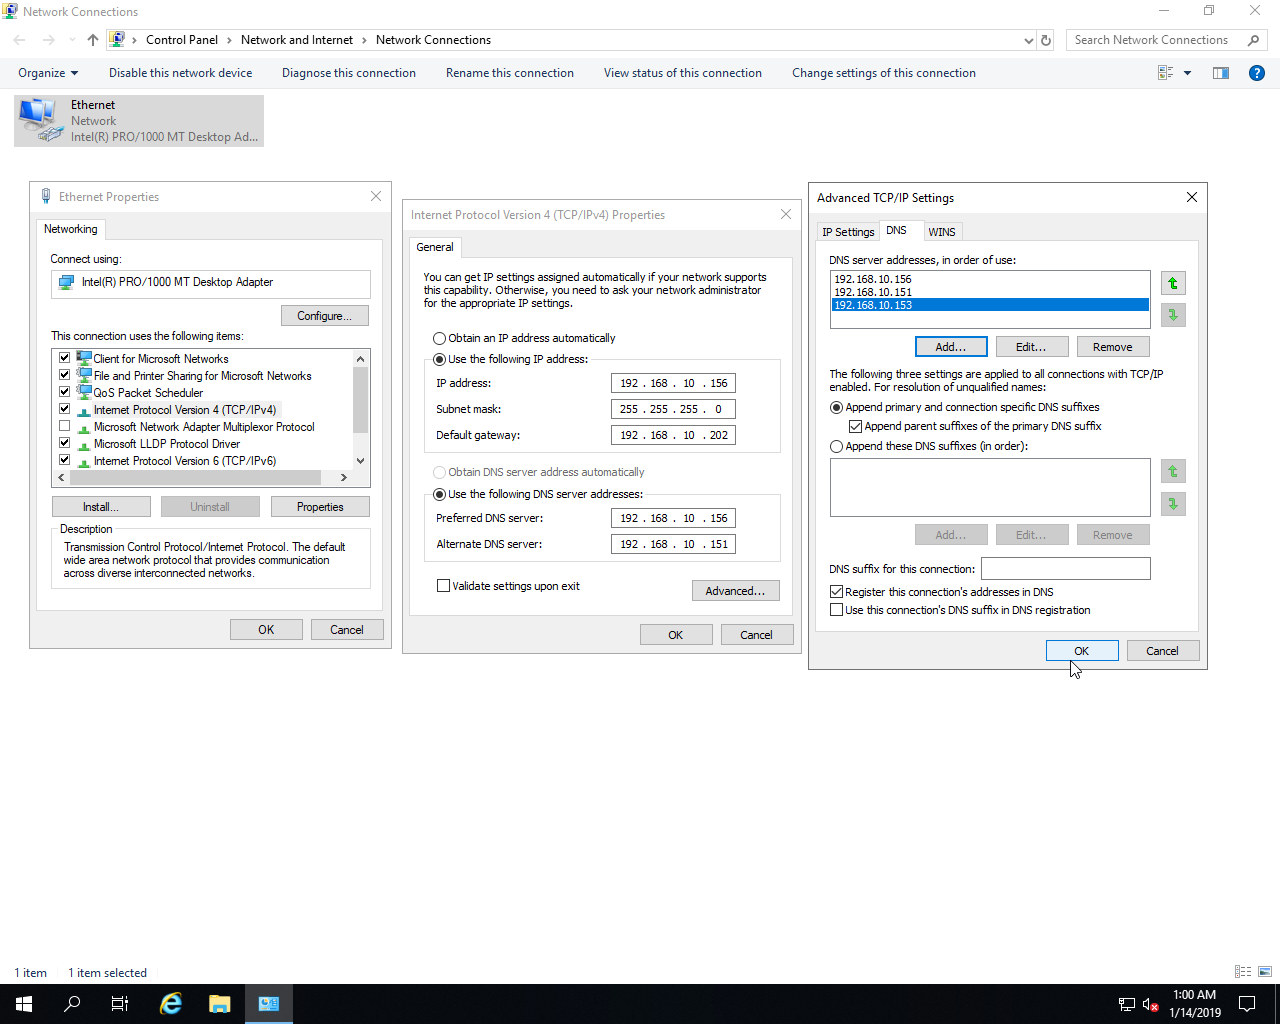 Network Connections
Control Panel > Network and Internet > Network Connections
Search Network Connections
Organize
Disable this network device
Diagnose this connection
Rename this connection
View status of this connection
Change settings of this connection
Ethernet
Network
Intel(R) PRO/1000 MT Desktop Ad...
Ethernet Properties
Networking
Connect using:
Intel(R) PRO/1000 MT Desktop Adapter
Configure...
This connection uses the following items:
Client for Microsoft Networks
File and Printer Sharing for Microsoft Networks
QoS Packet Scheduler
Internet Protocol Version 4 (TCP/IPv4)
Microsoft Network Adapter Multiplexor Protocol
Microsoft LLDP Protocol Driver
Internet Protocol Version 6 (TCP/IPv6)
Install...
Uninstall
Properties
Description
Transmission Control Protocol/Internet Protocol. The default
wide area network protocol that provides communication
across diverse interconnected networks.
OK
Cancel
Internet Protocol Version 4 (TCP/IPv4) Properties
General
You can get IP settings assigned automatically if your network supports
this capability. Otherwise, you need to ask your network administrator
for the appropriate IP settings.
Obtain an IP address automatically
Use the following IP address:
IP address: 192 . 168 . 10 . 156
Subnet mask: 255 . 255 . 255 . 0
Default gateway: 192 . 168 . 10 . 202
Obtain DNS server address automatically
Use the following DNS server addresses:
Preferred DNS server: 192 . 168 . 10 . 156
Alternate DNS server: 192 . 168 . 10 . 151
Validate settings upon exit
Advanced...
OK
Cancel
Advanced TCP/IP Settings
IP Settings
DNS
WINS
DNS server addresses, in order of use:
192.168.10.156
192.168.10.151
192.168.10.153
Add...
Edit...
Remove
The following three settings are applied to all connections with TCP/IP
enabled. For resolution of unqualified names:
Append primary and connection specific DNS suffixes
Append parent suffixes of the primary DNS suffix
Append these DNS suffixes (in order):
Add...
Edit...
Remove
DNS suffix for this connection:
Register this connection's addresses in DNS
Use this connection's DNS suffix in DNS registration
OK
Cancel
1 item
1 item selected
1:00 AM
1/14/2019